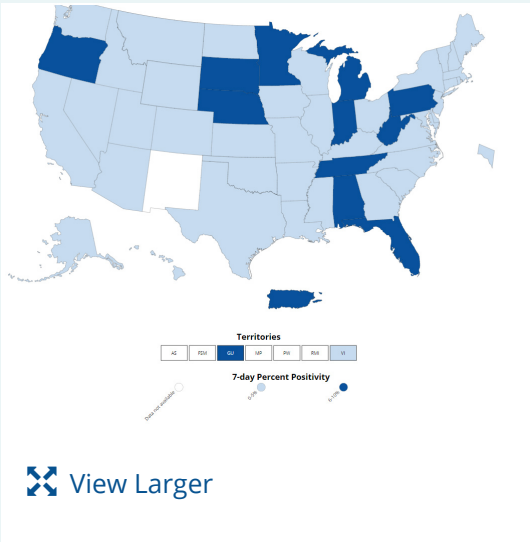 Territories
AS FSM GU MP PW RMI VI
7-day Percent Positivity
Data not available 0-5% 6-10%
View Larger